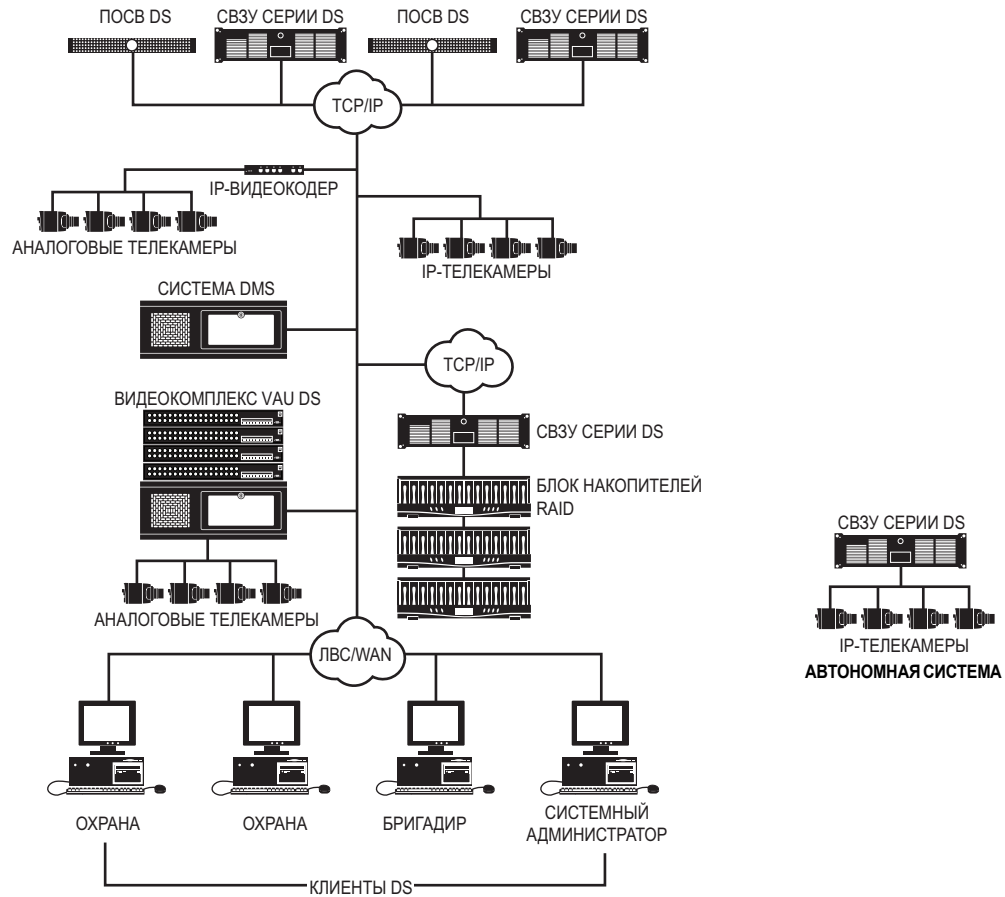 ПОСВ DS
СВЗУ СЕРИИ DS
ПОСВ DS
СВЗУ СЕРИИ DS
TCP/IP
IP-ВИДЕОКОДЕР
АНАЛОГОВЫЕ ТЕЛЕКАМЕРЫ
IP-ТЕЛЕКАМЕРЫ
СИСТЕМА DMS
TCP/IP
ВИДЕОКОМПЛЕКС VAU DS
СВЗУ СЕРИИ DS
БЛОК НАКОПИТЕЛЕЙ
RAID
АНАЛОГОВЫЕ ТЕЛЕКАМЕРЫ
СВЗУ СЕРИИ DS
IP-ТЕЛЕКАМЕРЫ
АВТОНОМНАЯ СИСТЕМА
ЛВС/WAN
ОХРАНА
ОХРАНА
БРИГАДИР
СИСТЕМНЫЙ
АДМИНИСТРАТОР
КЛИЕНТЫ DS